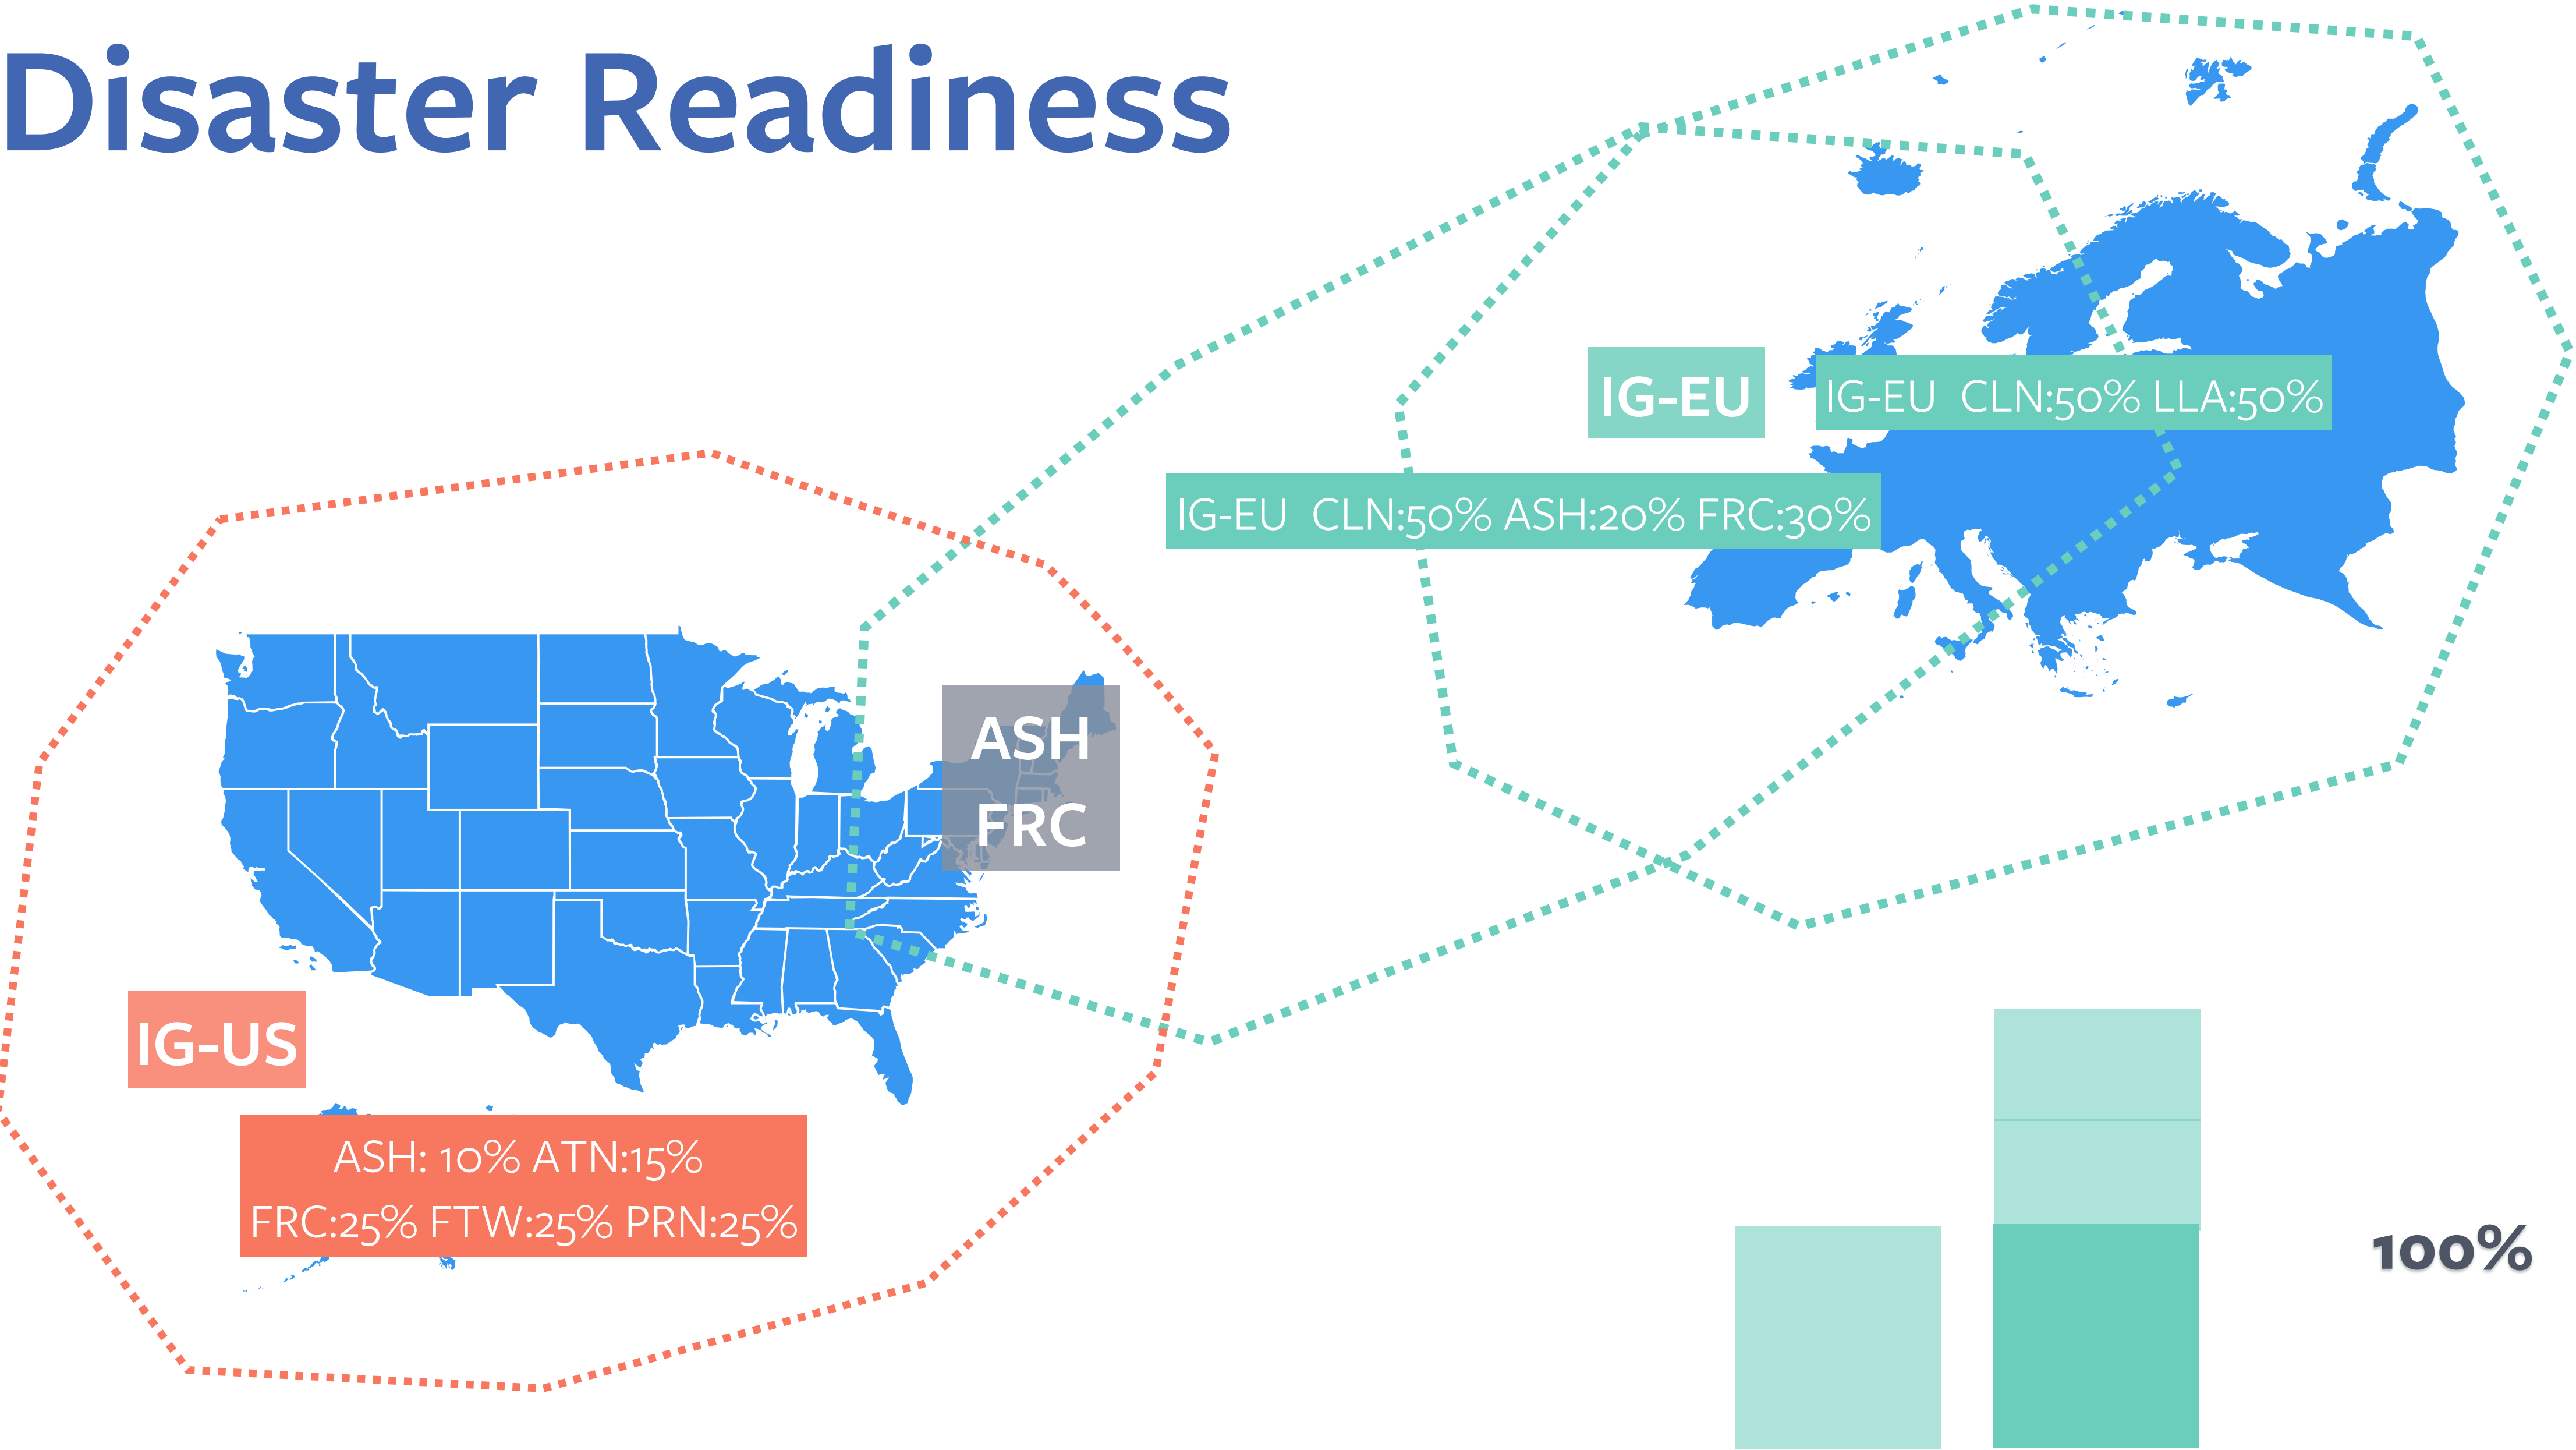 Disaster Readiness
IG-EU
IG-EU CLN:50% LLA:50%
IG-EU CLN:50% ASH:20% FRC:30%
ASH
FRC
IG-US
ASH: 10% ATN:15%
FRC:25% FTW:25% PRN:25%
100%